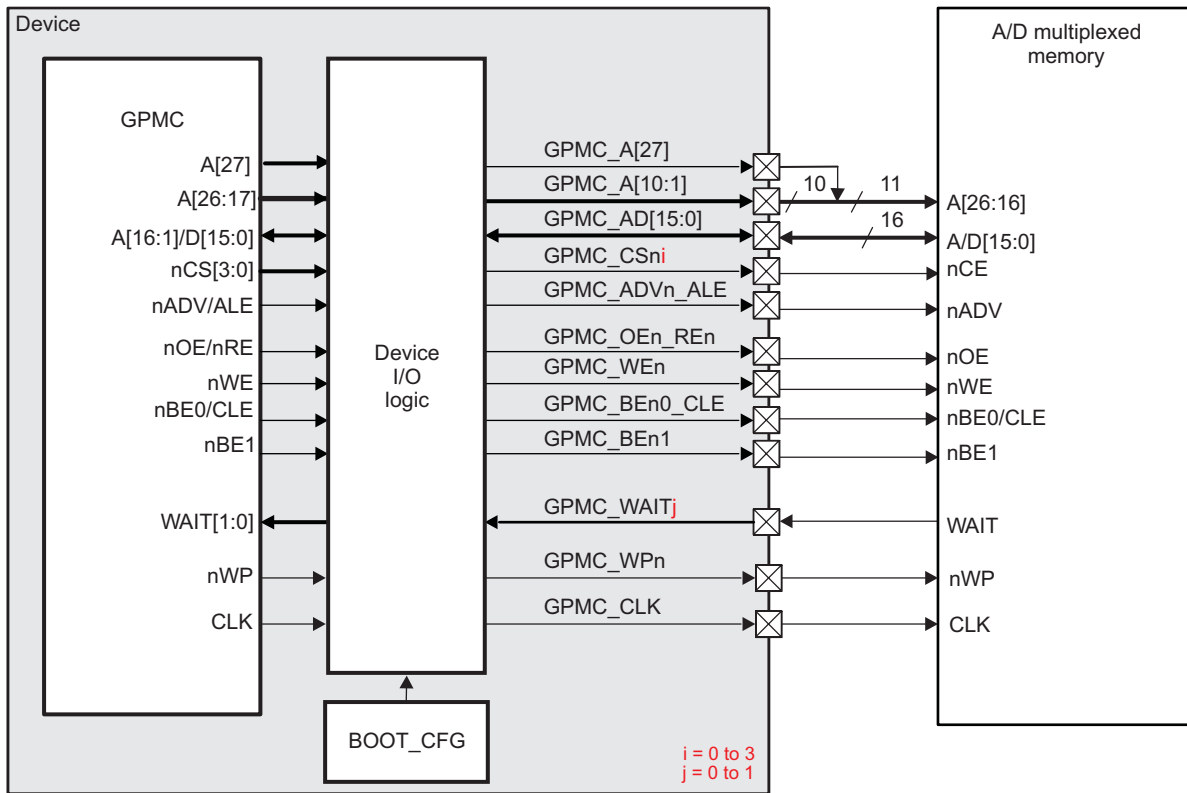 Device
A/D multiplexed
memory
GPMC
A[27]
A[26:17]
A[16:1]/D[15:0]
nCS[3:0]
nADV/ALE
nOE/nRE
nWE
nBE0/CLE
nBE1
WAIT[1:0]
nWP
CLK
Device
I/O
logic
BOOT_CFG
GPMC_A[27]
GPMC_A[10:1]
GPMC_AD[15:0]
GPMC_CSni
GPMC_ADVn_ALE
GPMC_OEn_REn
GPMC_WEn
GPMC_BEn0_CLE
GPMC_BEn1
GPMC_WAITj
GPMC_WPn
GPMC_CLK
10
11
16
A[26:16]
A/D[15:0]
nCE
nADV
nOE
nWE
nBE0/CLE
nBE1
WAIT
nWP
CLK
i = 0 to 3
j = 0 to 1